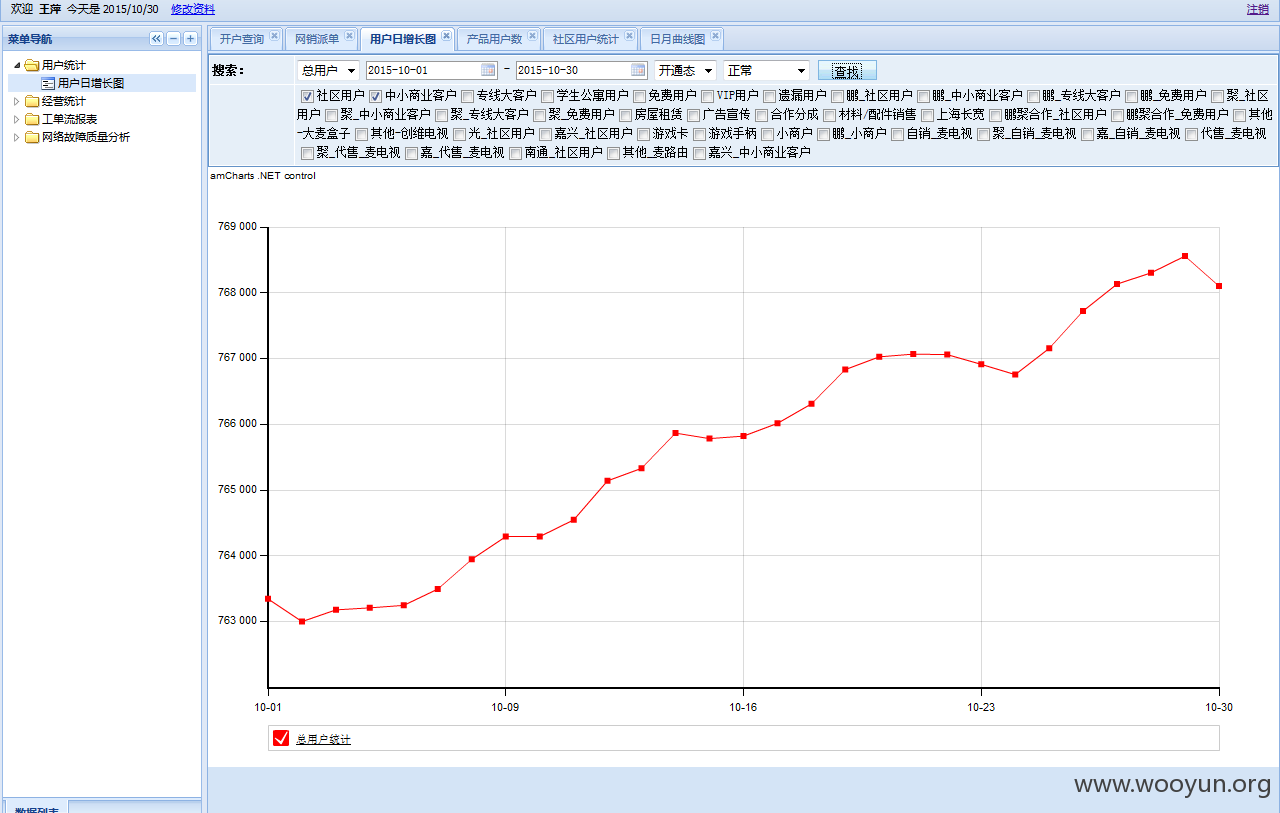 欢迎 王萍 今天是 2015/10/30 修改资料 注销
菜单导航
用户统计
用户日增长图
经营统计
工单流报表
网络故障质量分析
数据列表
开户查询 网销派单 用户日增长图 产品用户数 社区用户统计 日月曲线图
搜索： 总用户 2015-10-01 - 2015-10-30 开通态 正常 查找
社区用户 中小商业客户 专线大客户 学生公寓用户 免费用户 VIP用户 遗漏用户 鹏_社区用户 鹏_中小商业客户 鹏_专线大客户 鹏_免费用户 聚_社区
用户 聚_中小商业客户 聚_专线大客户 聚_免费用户 房屋租赁 广告宣传 合作分成 材料/配件销售 上海长宽 鹏聚合作_社区用户 鹏聚合作_免费用户 其他
-大麦盒子 其他-创维电视 光_社区用户 嘉兴_社区用户 游戏卡 游戏手柄 小商户 鹏_小商户 自销_麦电视 聚_自销_麦电视 嘉_自销_麦电视 代售_麦电视
聚_代售_麦电视 嘉_代售_麦电视 南通_社区用户 其他_麦路由 嘉兴_中小商业客户
amCharts .NET control
769 000
768 000
767 000
766 000
765 000
764 000
763 000
10-01 10-09 10-16 10-23 10-30
总用户统计
www.wooyun.org